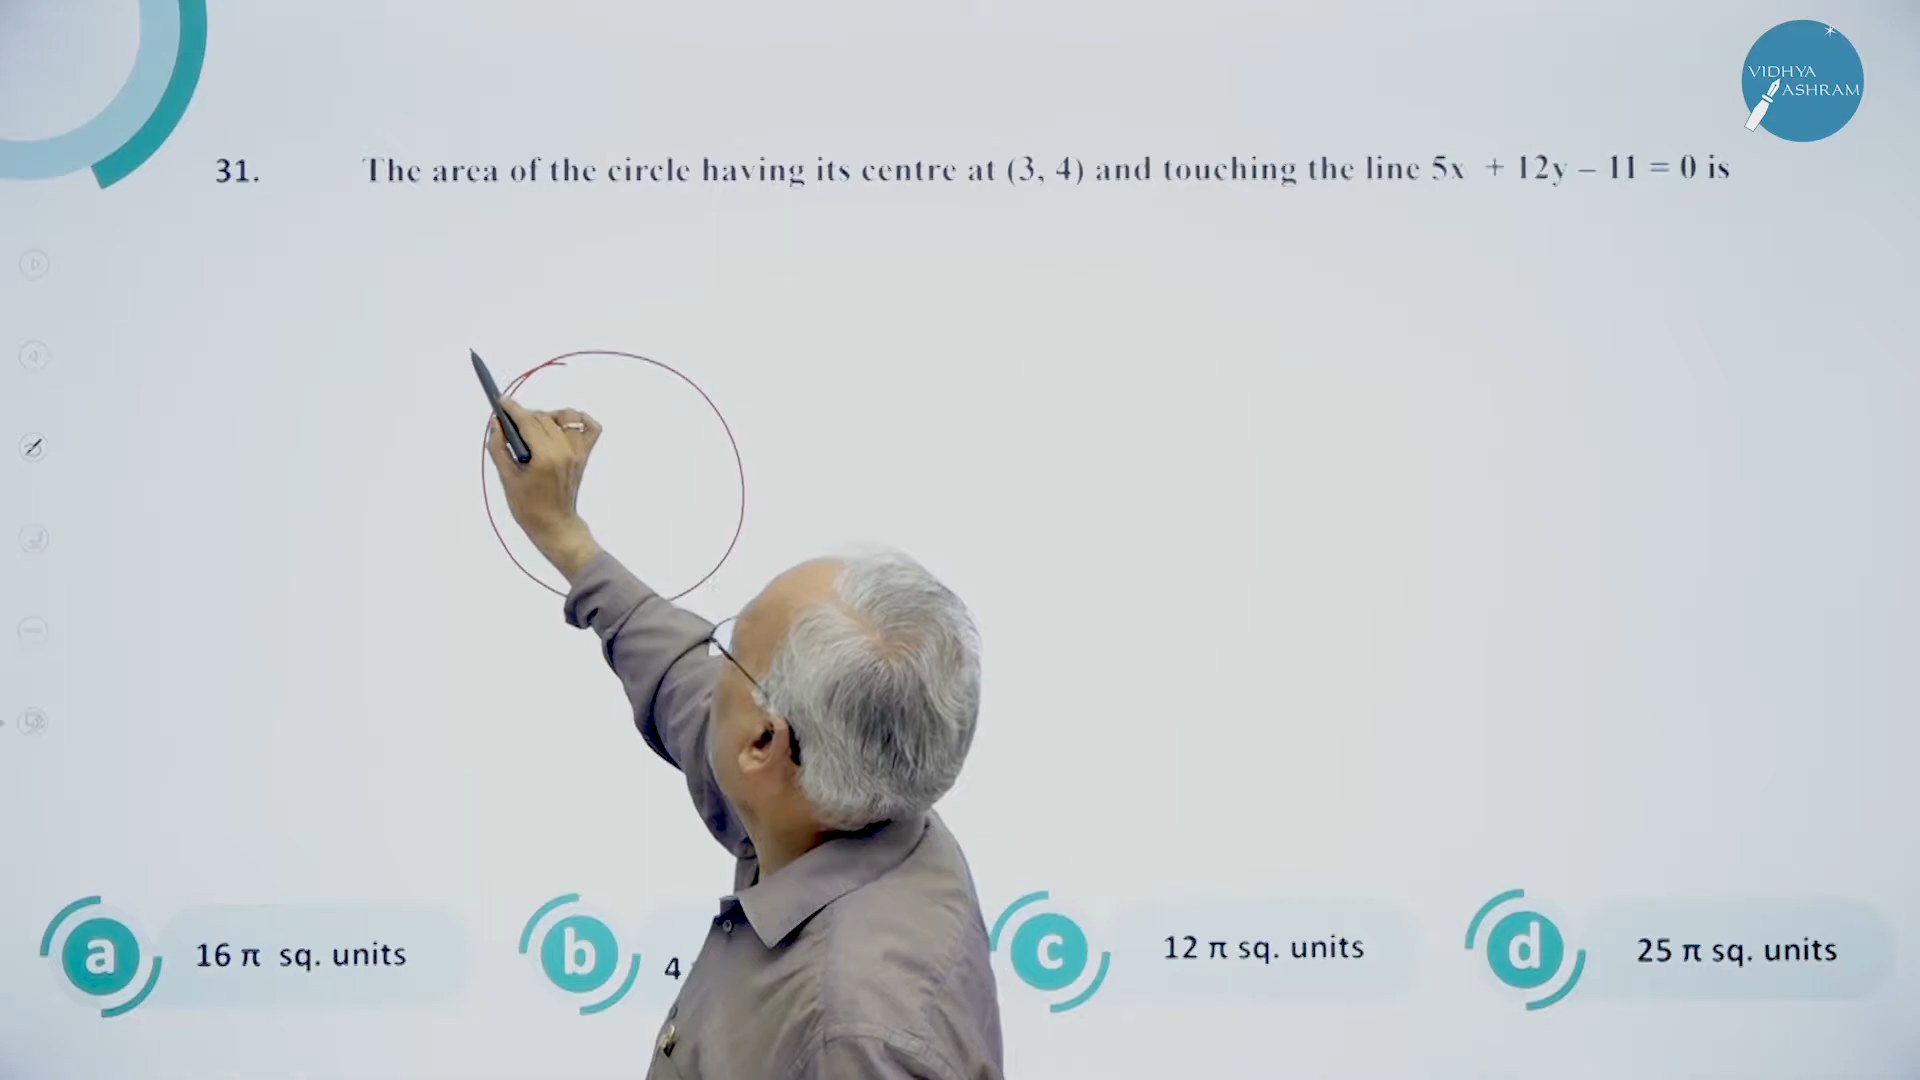 VIDHYA
ASHRAM
31. The area of the circle having its centre at (3, 4) and touching the line 5x + 12y – 11 = 0 is
a 16 π sq. units
b 4
c 12 π sq. units
d 25 π sq. units